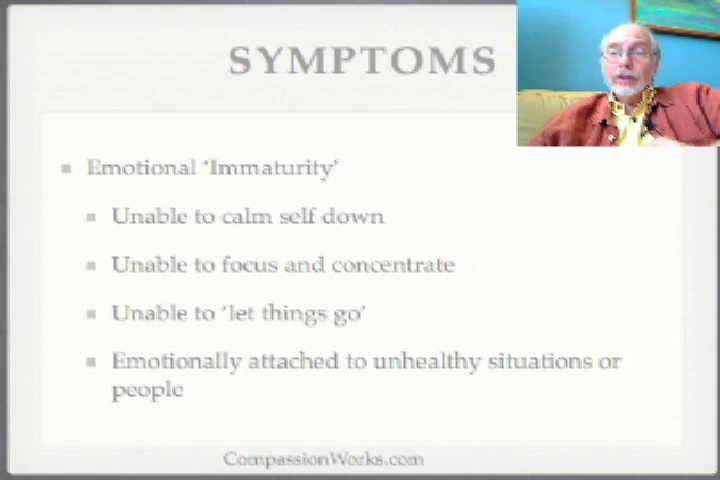 SYMPTOMS
Emotional 'Immaturity'
Unable to calm self down
Unable to focus and concentrate
Unable to 'let things go'
Emotionally attached to unhealthy situations or
people
CompassionWorks.com